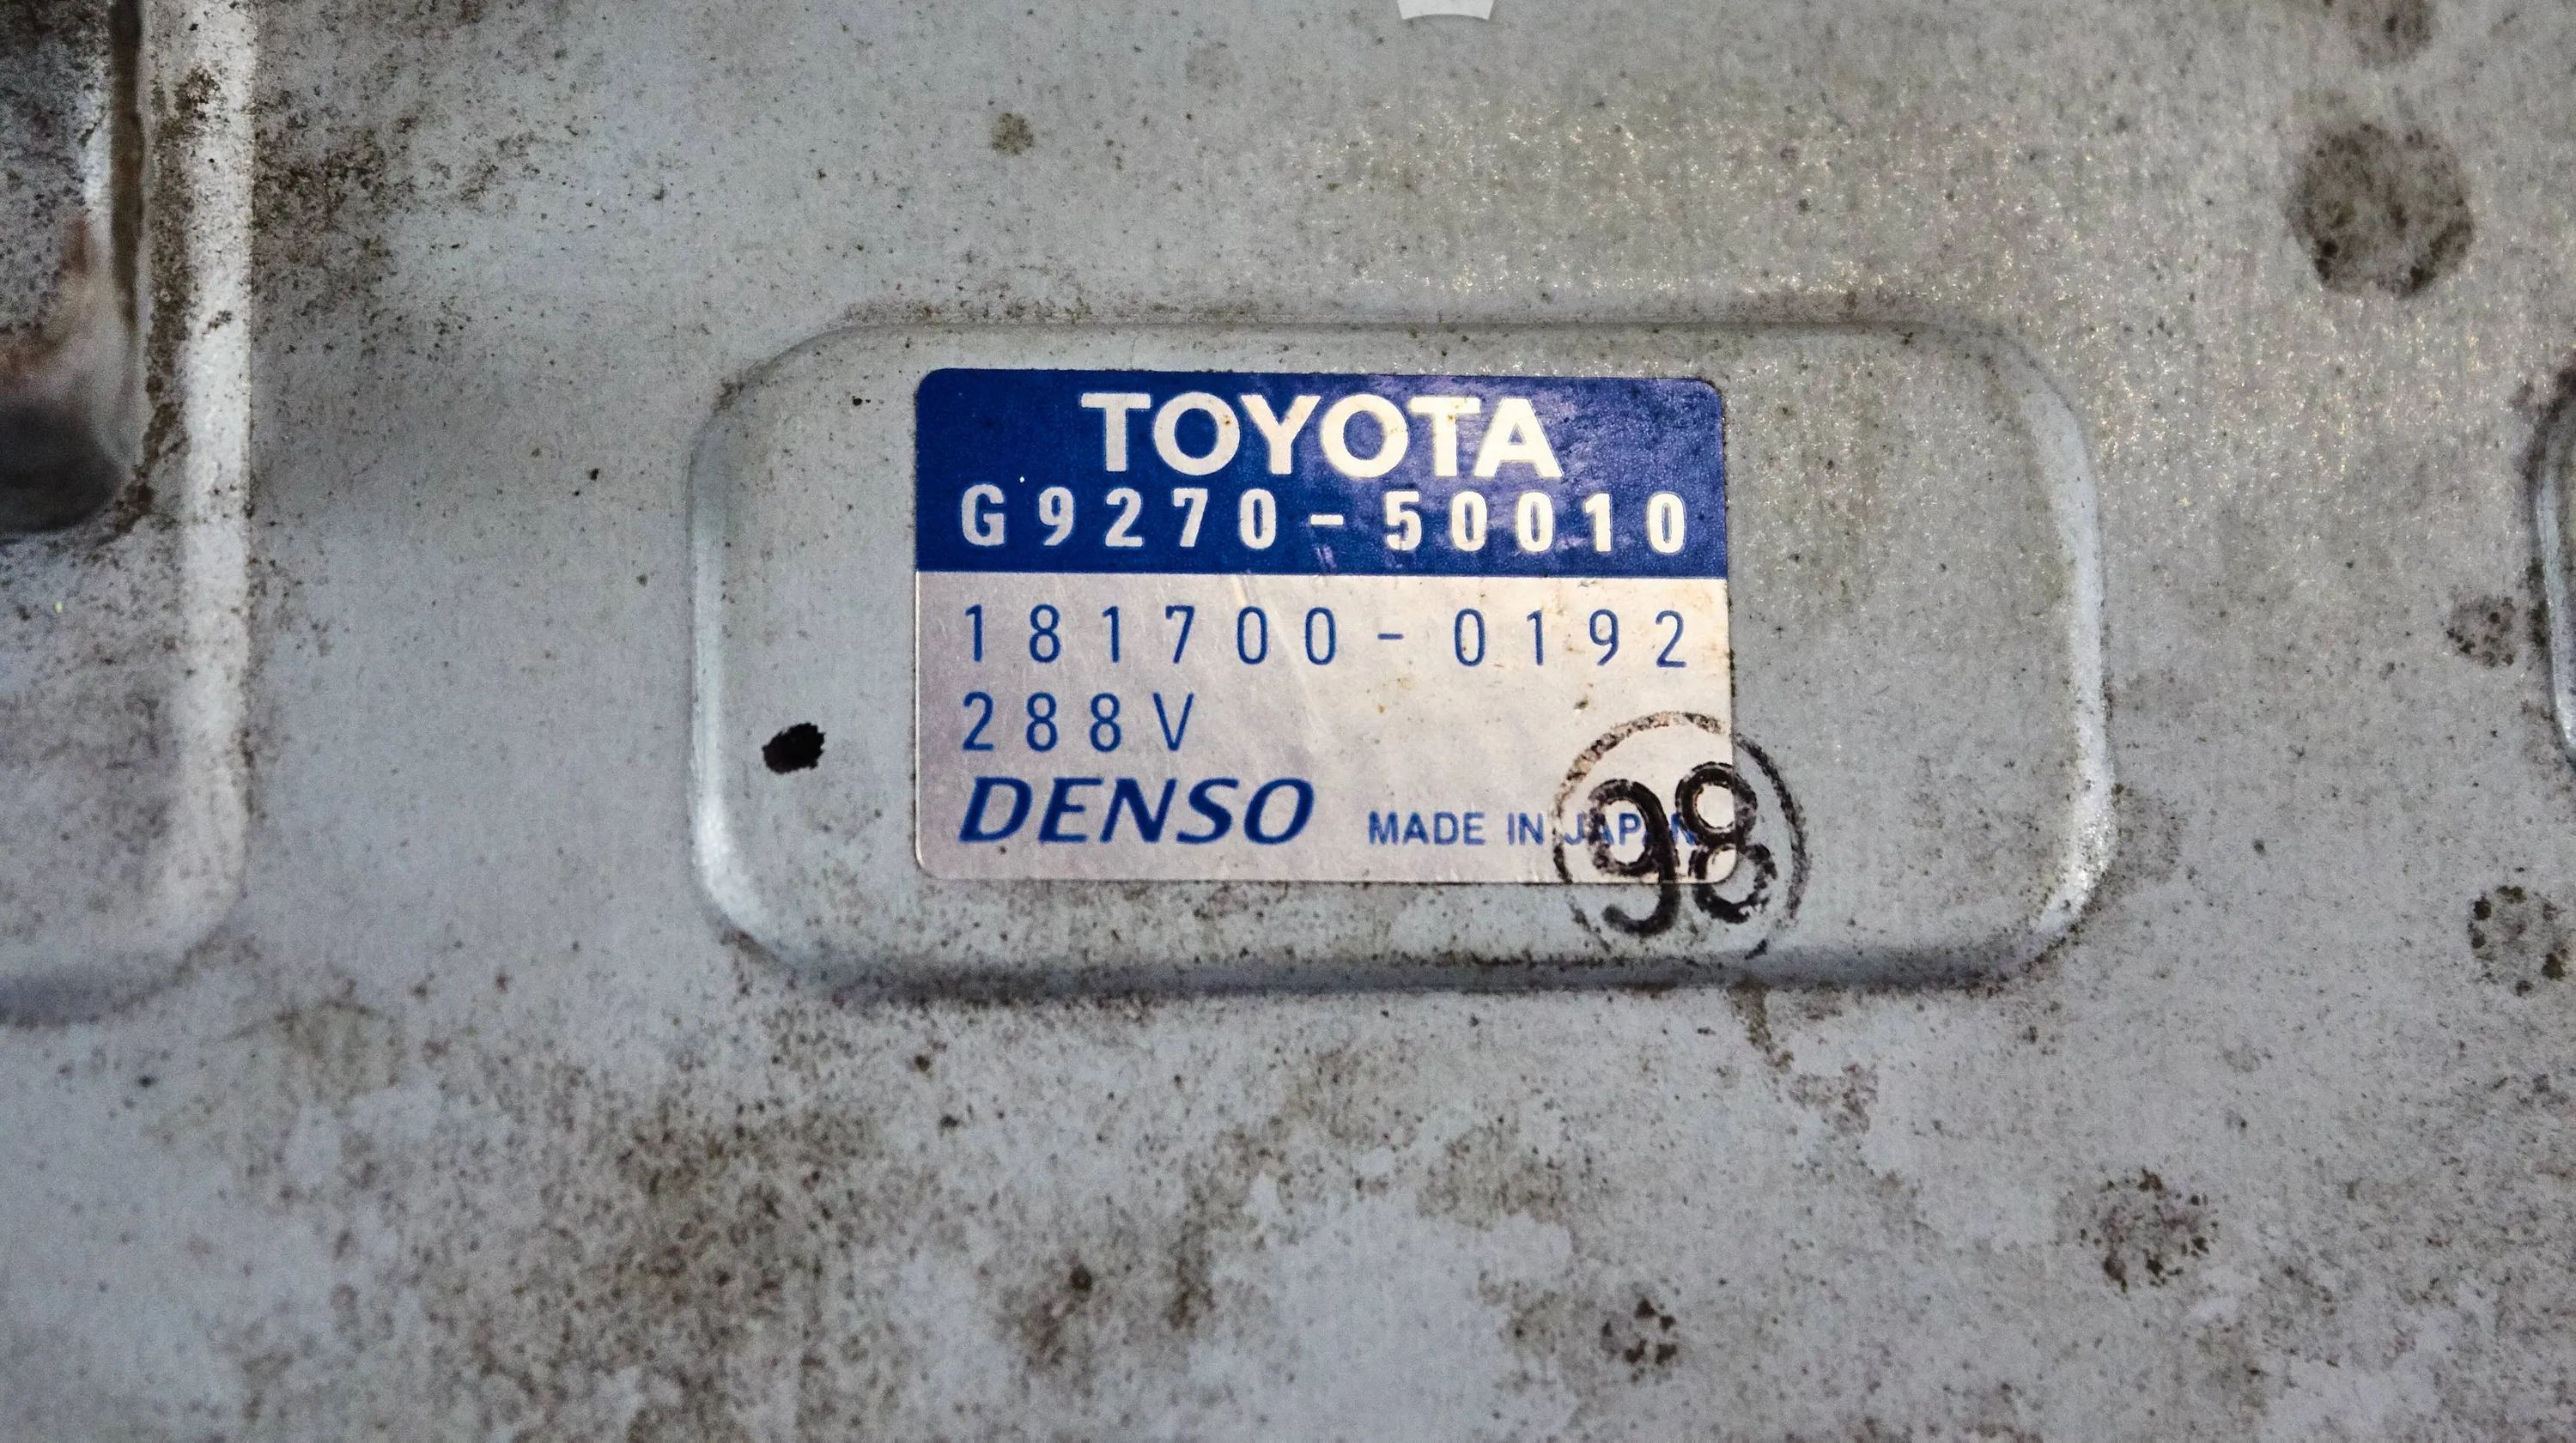 TOYOTA
G9270-50010
181700-0192
288V
DENSO MADE IN JAPAN
98